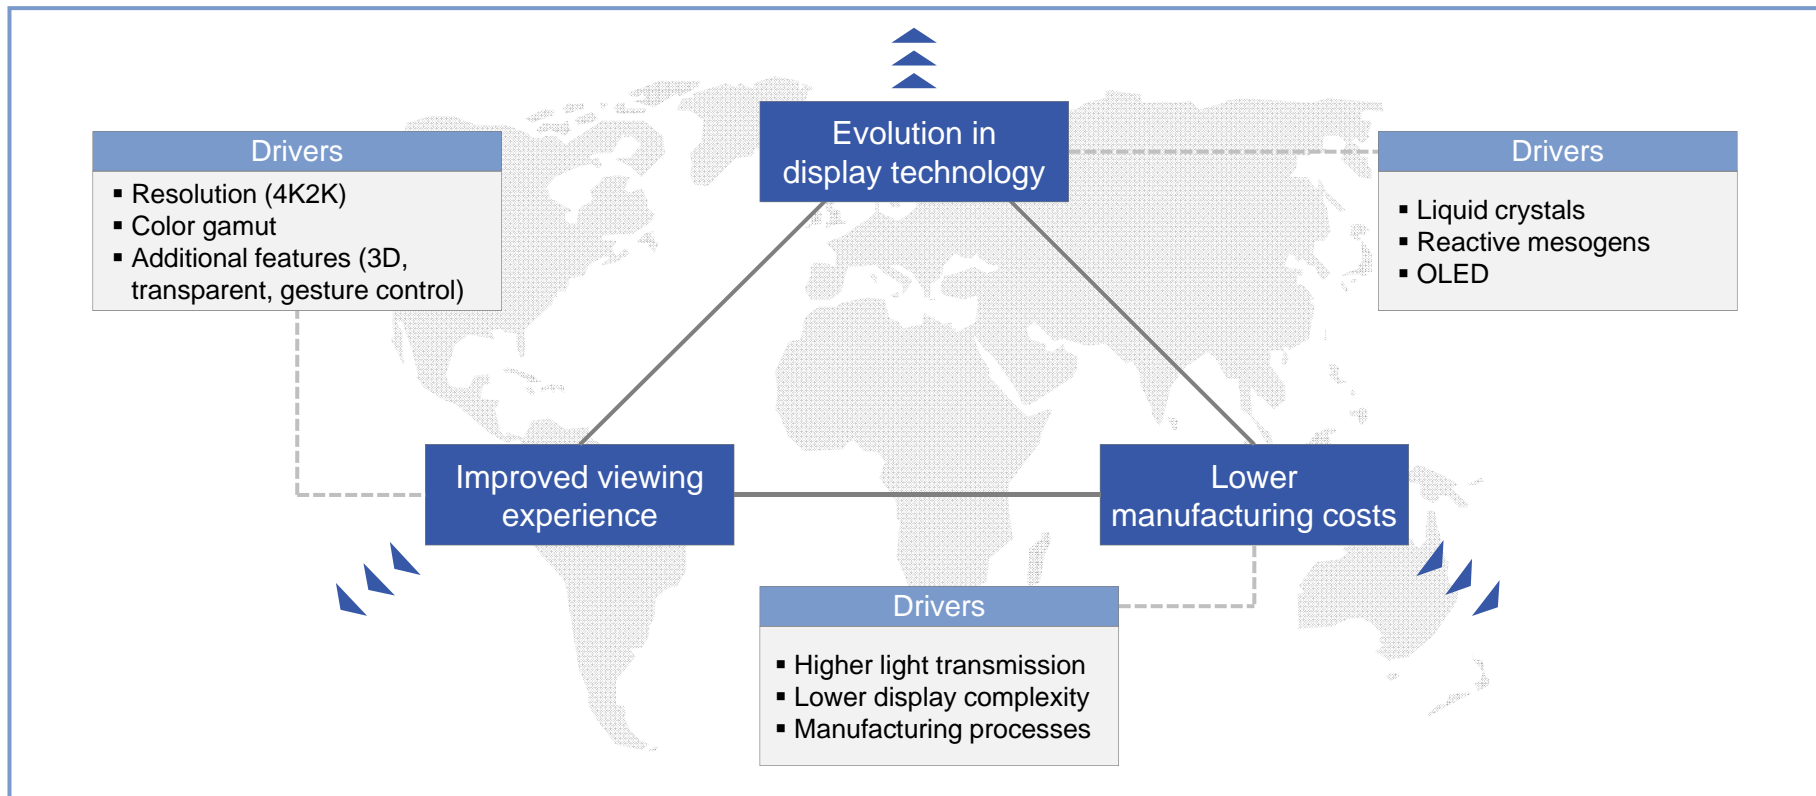 Evolution in
display technology
Drivers
▪ Resolution (4K2K)
▪ Color gamut
▪ Additional features (3D,
transparent, gesture control)
Drivers
▪ Liquid crystals
▪ Reactive mesogens
▪ OLED
Improved viewing
experience
Lower
manufacturing costs
Drivers
▪ Higher light transmission
▪ Lower display complexity
▪ Manufacturing processes